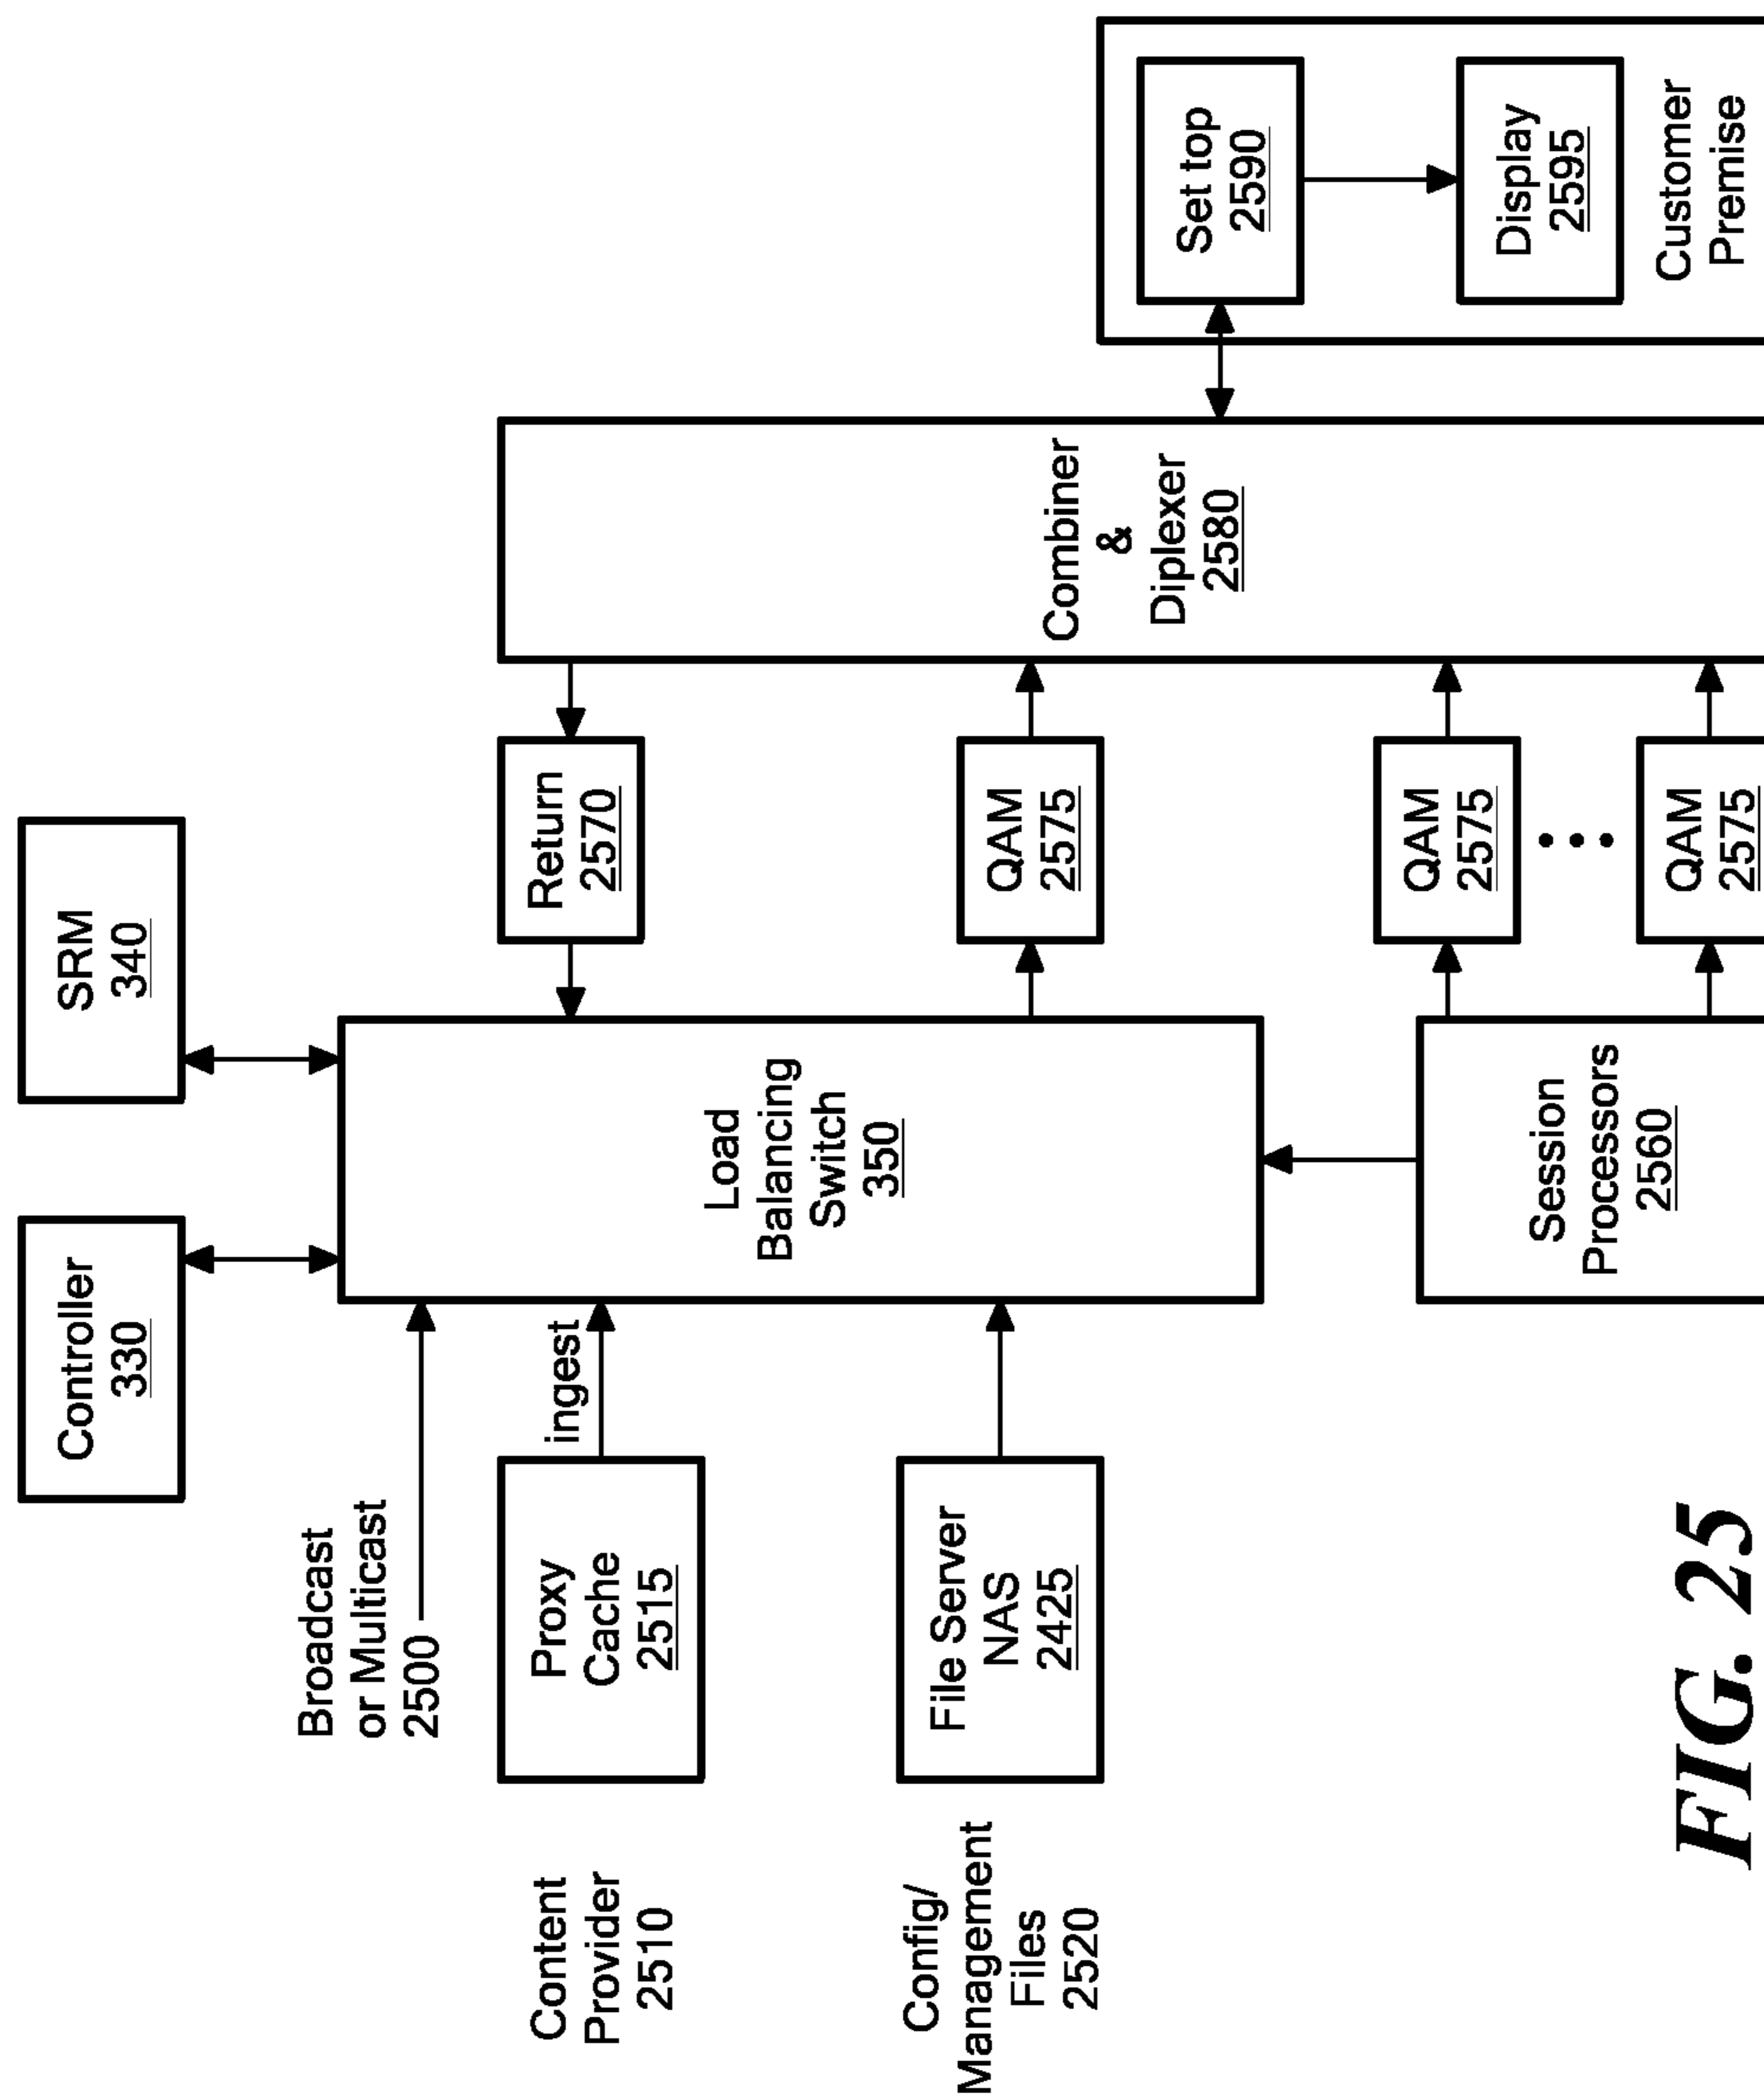 Controller
330
SRM
340
Broadcast
or Multicast
2500
Content
Provider
2510
Proxy
Cache
2515
ingest
Load
Balancing
Switch
350
Return
2570
Config/
Management
Files
2520
File Server
NAS
2425
QAM
2575
Combiner
&
Diplexer
2580
Set top
2590
Display
2595
Customer
Premise
Session
Processors
2560
QAM
2575
QAM
2575
FIG. 25